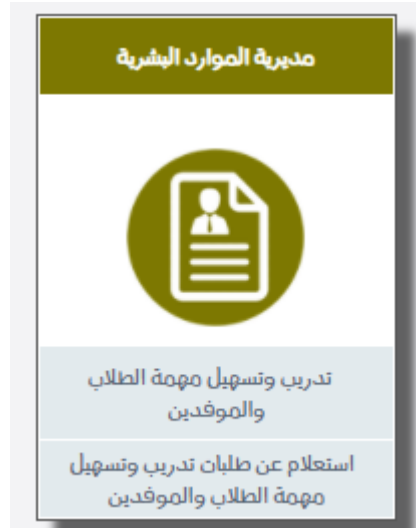 مديرية الموارد البشرية
تدريب وتسهيل مهمة الطلاب
والموفدين
استعلام عن طلبات تدريب وتسهيل
مهمة الطلاب والموفدين